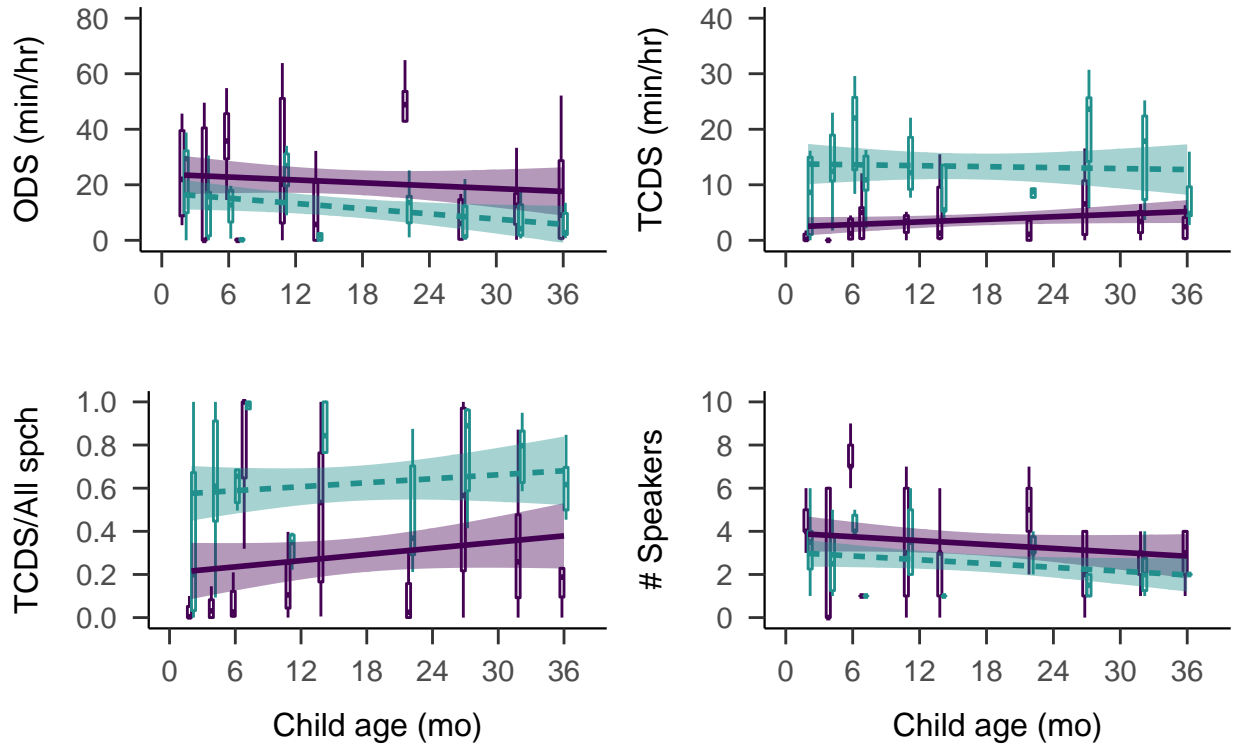 ODS (min/hr)
80
60
40
20
0
0 6 12 18 24 30 36
TCDS (min/hr)
40
30
20
10
0
0 6 12 18 24 30 36
TCDS/All spch
1.0
0.8
0.6
0.4
0.2
0.0
0 6 12 18 24 30 36
Child age (mo)
# Speakers
10
8
6
4
2
0
0 6 12 18 24 30 36
Child age (mo)